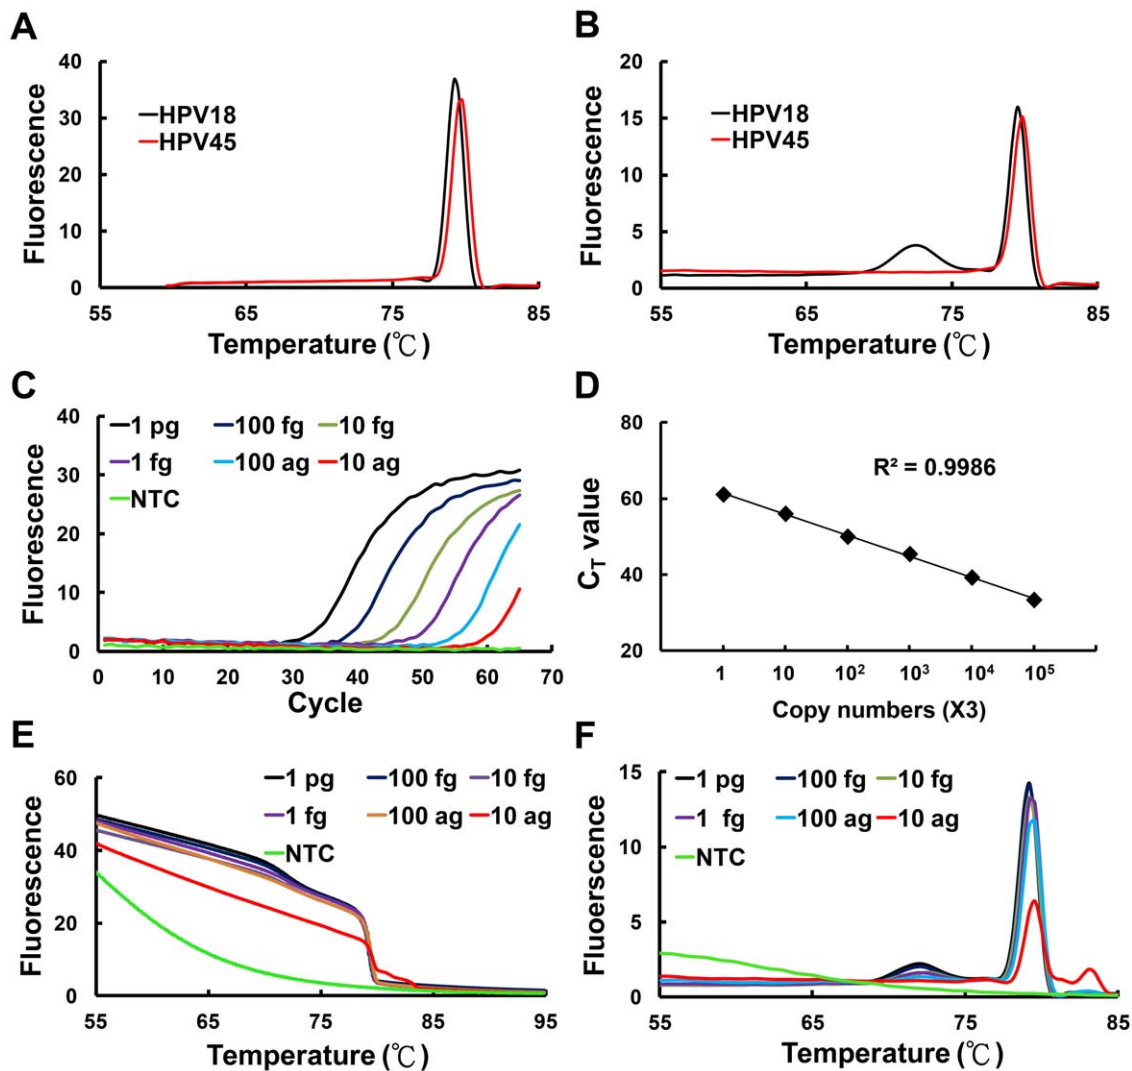 A
40
30
20
10
0
Fluorescence
HPV18
HPV45
55 65 75 85
Temperature (℃)
B
20
15
10
5
0
Fluorescence
HPV18
HPV45
55 65 75 85
Temperature (℃)
C
40
30
20
10
0
Fluorescence
1 pg 100 fg 10 fg
1 fg 100 ag 10 ag
NTC
0 10 20 30 40 50 60 70
Cycle
D
80
60
40
20
C_T value
R² = 0.9986
1 10 10² 10³ 10⁴ 10⁵
Copy numbers (X3)
E
60
40
20
0
Fluorescence
1 pg 100 fg 10 fg
1 fg 100 ag 10 ag
NTC
55 65 75 85 95
Temperature (℃)
F
15
10
5
0
Fluoerscence
1 pg 100 fg 10 fg
1 fg 100 ag 10 ag
NTC
55 65 75 85
Temperature (℃)